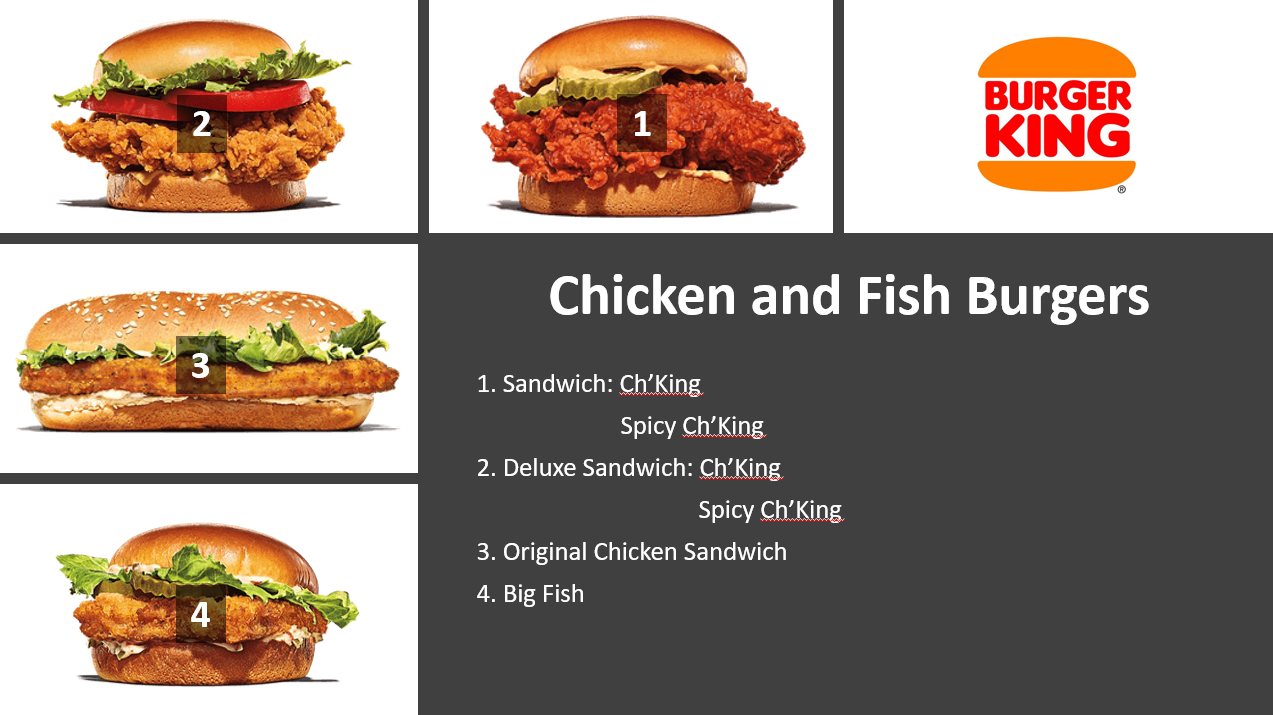 2
1
BURGER
KING
®
3
Chicken and Fish Burgers
1. Sandwich: Ch’King
Spicy Ch’King
2. Deluxe Sandwich: Ch’King
Spicy Ch’King
3. Original Chicken Sandwich
4. Big Fish
4